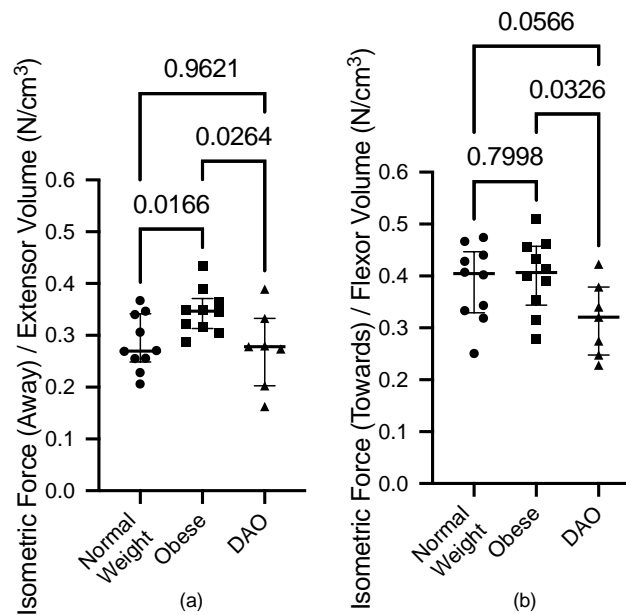 Isometric Force (Away) / Extensor Volume (N/cm³)
0.9621
0.0264
0.0166
0.6
0.5
0.4
0.3
0.2
0.1
0.0
Normal
Weight
Obese
DAO
(a)
Isometric Force (Towards) / Flexor Volume (N/cm³)
0.0566
0.0326
0.7998
0.6
0.5
0.4
0.3
0.2
0.1
0.0
Normal
Weight
Obese
DAO
(b)